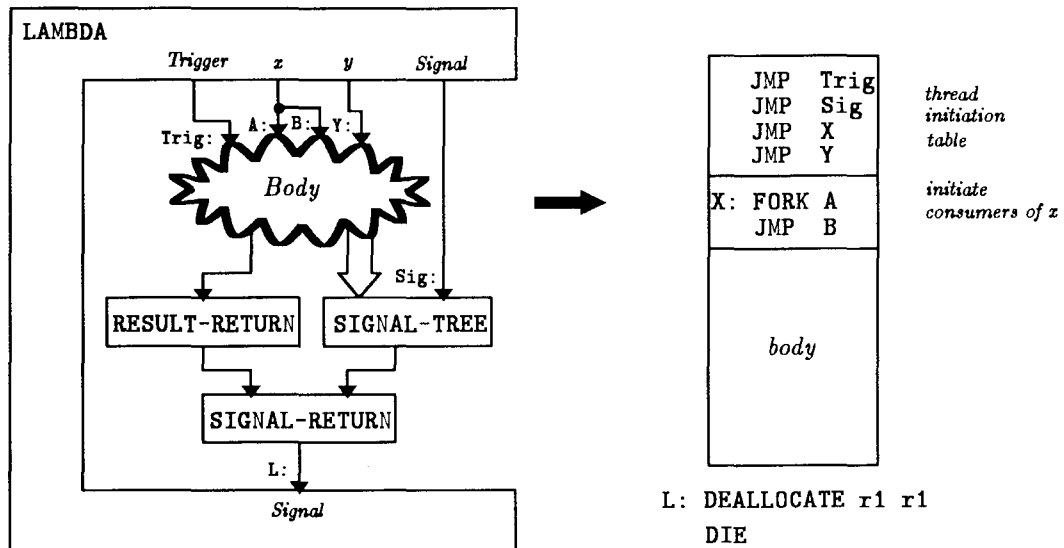 LAMBDA
Trigger x y Signal
Trig: A: B: Y:
Body
Sig:
RESULT-RETURN SIGNAL-TREE
SIGNAL-RETURN
L:
Signal
JMP Trig
JMP Sig
JMP X
JMP Y
thread
initiation
table
X: FORK A
JMP B
initiate
consumers of x
body
L: DEALLOCATE r1 r1
DIE